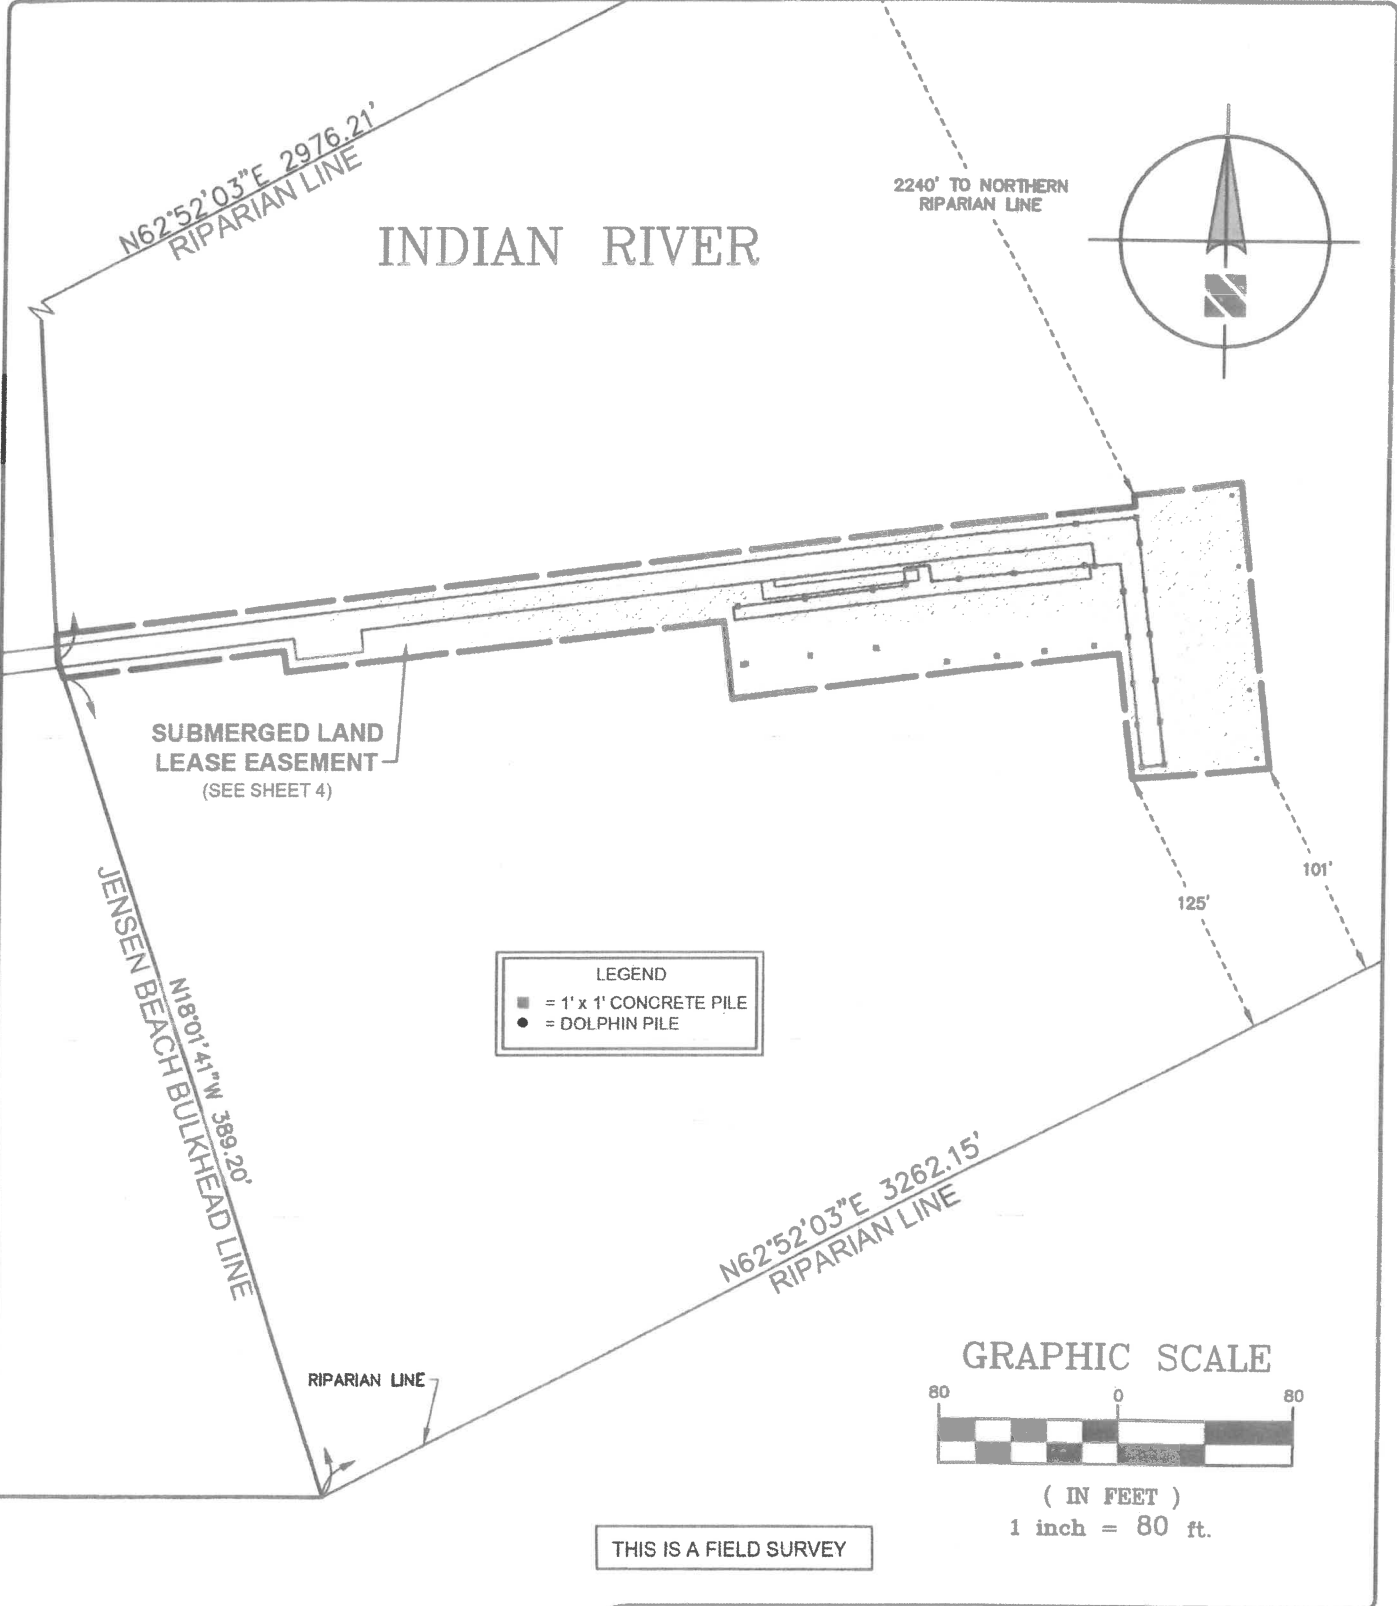 N62°52'03"E 2976.21'
RIPARIAN LINE
2240' TO NORTHERN
RIPARIAN LINE
INDIAN RIVER
N
SUBMERGED LAND
LEASE EASEMENT
(SEE SHEET 4)
101'
125'
JENSEN BEACH BULKHEAD LINE
N18°01'41"W 389.20'
LEGEND
= 1' x 1' CONCRETE PILE
= DOLPHIN PILE
N62°52'03"E 3262.15'
RIPARIAN LINE
RIPARIAN LINE
GRAPHIC SCALE
80 0 80
( IN FEET )
1 inch = 80 ft.
THIS IS A FIELD SURVEY